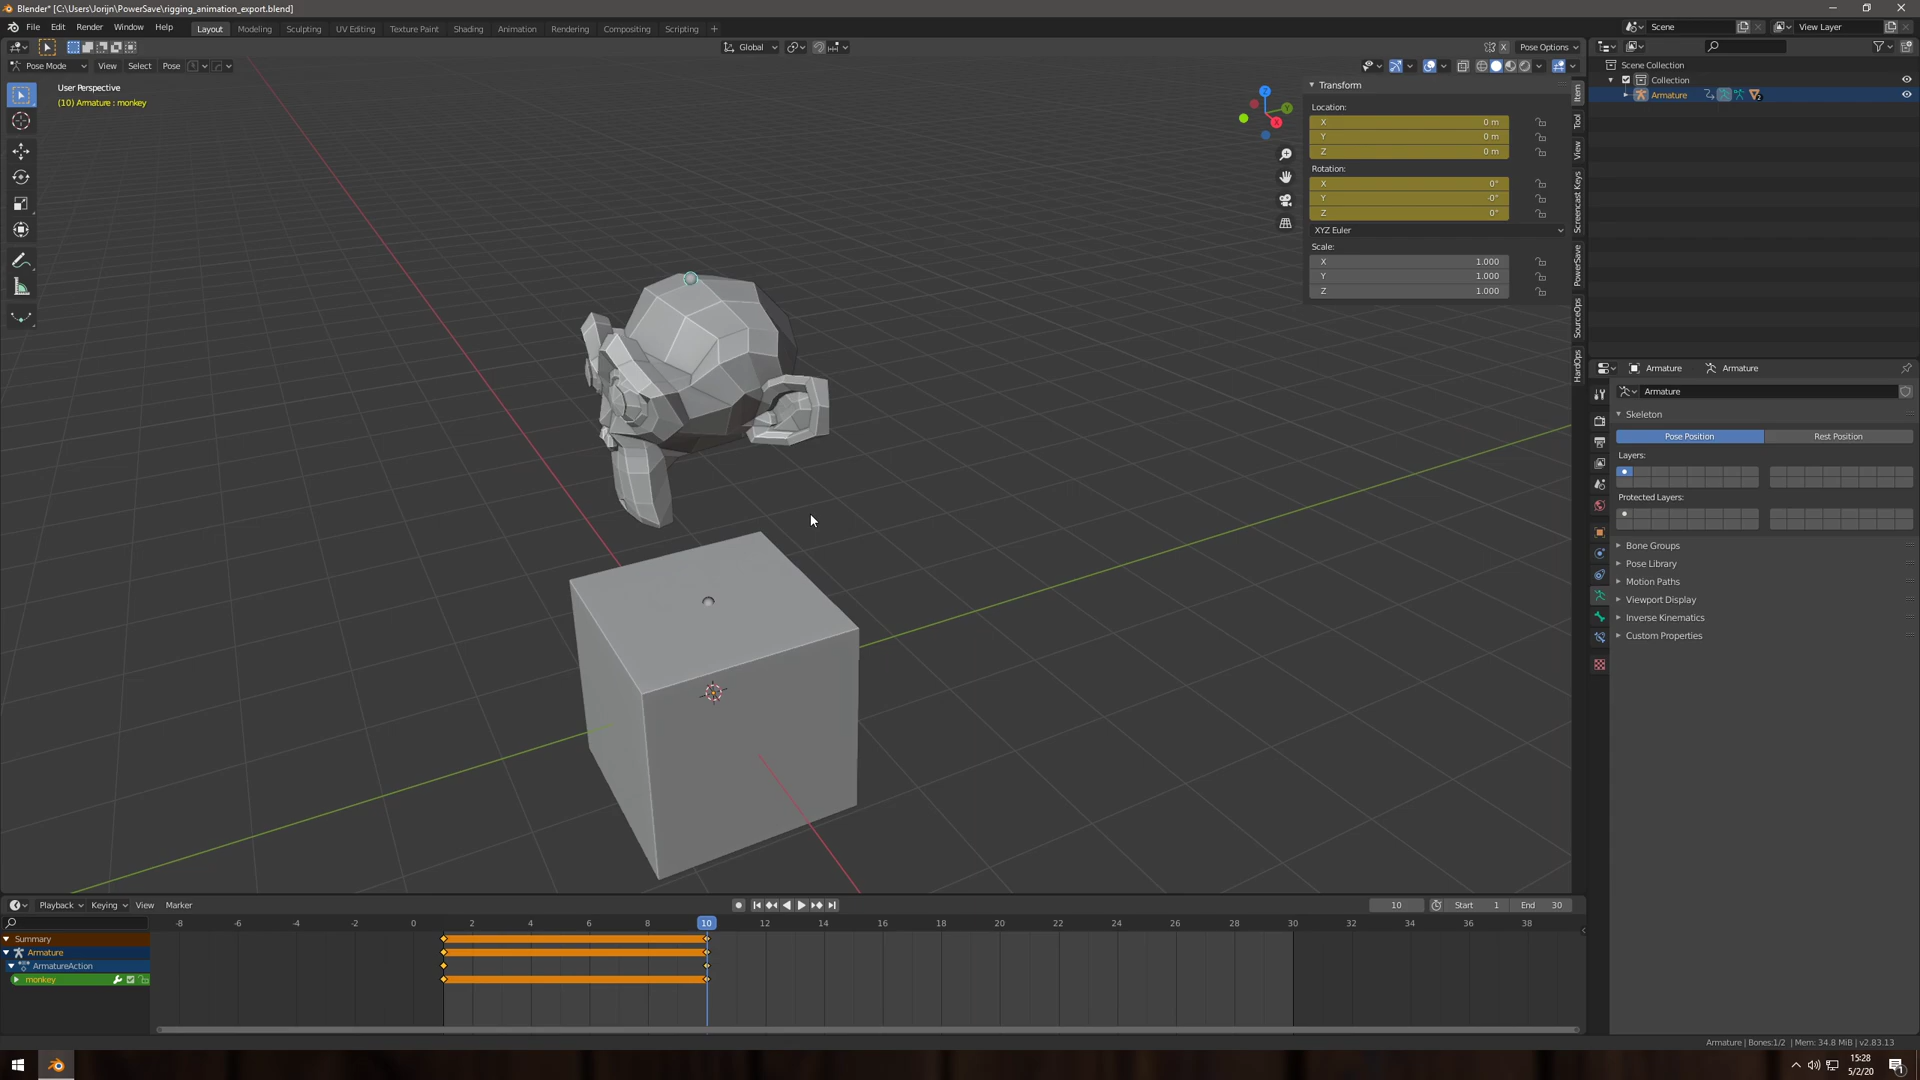 Blender* [C:\Users\Jorijn\PowerSave\rigging_animation_export.blend]
File Edit Render Window Help
Layout Modeling Sculpting UV Editing Texture Paint Shading Animation Rendering Compositing Scripting +
Scene
View Layer
Global
X Pose Options
Pose Mode View Select Pose
User Perspective
(10) Armature : monkey
Z
Y
X
Transform
Location:
X 0 m
Y 0 m
Z 0 m
Rotation:
X 0°
Y -0°
Z 0°
XYZ Euler
Scale:
X 1.000
Y 1.000
Z 1.000
Item
Tool
View
Screencast Keys
PowerSave
SourceOps
HardOps
Scene Collection
Collection
Armature
2
Armature Armature
Armature
Skeleton
Pose Position Rest Position
Layers:
Protected Layers:
Bone Groups
Pose Library
Motion Paths
Viewport Display
Inverse Kinematics
Custom Properties
Playback Keying View Marker
10 Start 1 End 30
-8 -6 -4 -2 0 2 4 6 8 10 12 14 16 18 20 22 24 26 28 30 32 34 36 38
Summary
Armature
ArmatureAction
monkey
Armature | Bones:1/2 | Mem: 34.8 MiB | v2.83.13
15:28
5/2/20
1